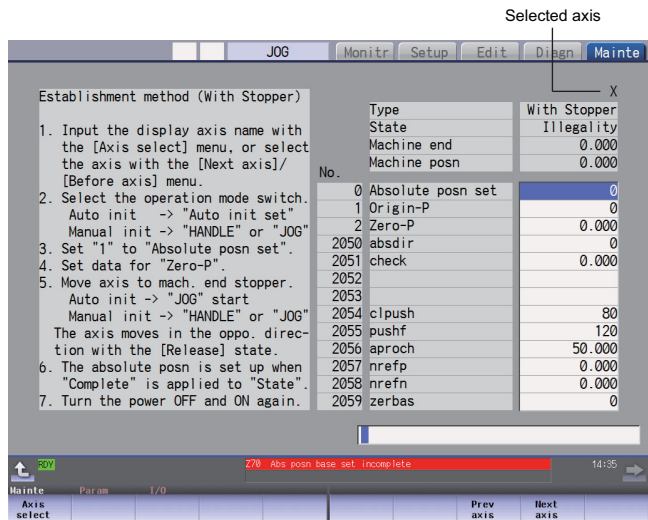 Selected axis
JOG Monitr Setup Edit Diagn Mainte
X
Establishment method (With Stopper)
1. Input the display axis name with
the [Axis select] menu, or select
the axis with the [Next axis]/
[Before axis] menu.
2. Select the operation mode switch.
Auto init -> "Auto init set"
Manual init -> "HANDLE" or "JOG"
3. Set "1" to "Absolute posn set".
4. Set data for "Zero-P".
5. Move axis to mach. end stopper.
Auto init -> "JOG" start
Manual init -> "HANDLE" or "JOG"
The axis moves in the oppo. direc-
tion with the [Release] state.
6. The absolute posn is set up when
"Complete" is applied to "State".
7. Turn the power OFF and ON again.
Type With Stopper
State Illegality
Machine end 0.000
Machine posn 0.000
No.
0 Absolute posn set 0
1 Origin-P 0
2 Zero-P 0.000
2050 absdir 0
2051 check 0.000
2052
2053
2054 clpush 80
2055 pushf 120
2056 aproch 50.000
2057 nrefp 0.000
2058 nrefn 0.000
2059 zerbas 0
RDY Z70 Abs posn base set incomplete 14:35
Mainte Param I/O
Axis select Prev axis Next axis